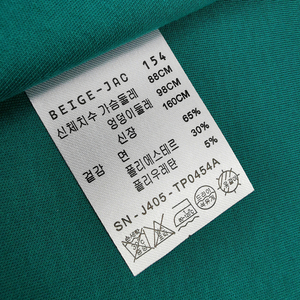 BEIGE-JAC 154
신체치수 가슴둘레 88CM
엉덩이둘레 98CM
신장 160CM
겉감 면 65%
폴리에스테르 30%
폴리우레탄 5%
SN-J405-TP0454A